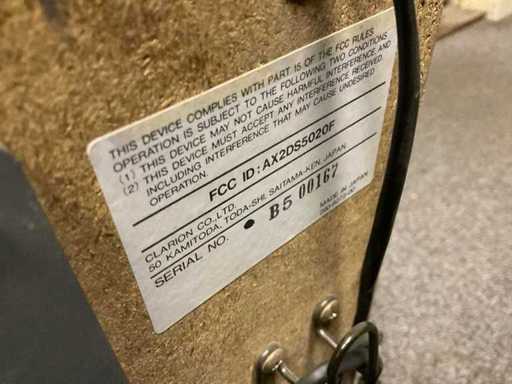 THIS DEVICE COMPLIES WITH PART 15 OF THE FCC RULES
OPERATION IS SUBJECT TO THE FOLLOWING TWO CONDITIONS
(1) THIS DEVICE MAY NOT CAUSE HARMFUL INTERFERENCE, AND
(2) THIS DEVICE MUST ACCEPT ANY INTERFERENCE RECEIVED,
INCLUDING INTERFERENCE THAT MAY CAUSE UNDESIRED
OPERATION.
FCC ID: AX2DS5020F
CLARION CO., LTD.
50 KAMITODA, TODA-SHI, SAITAMA-KEN, JAPAN.
SERIAL NO. • B5 00167
MADE IN JAPAN